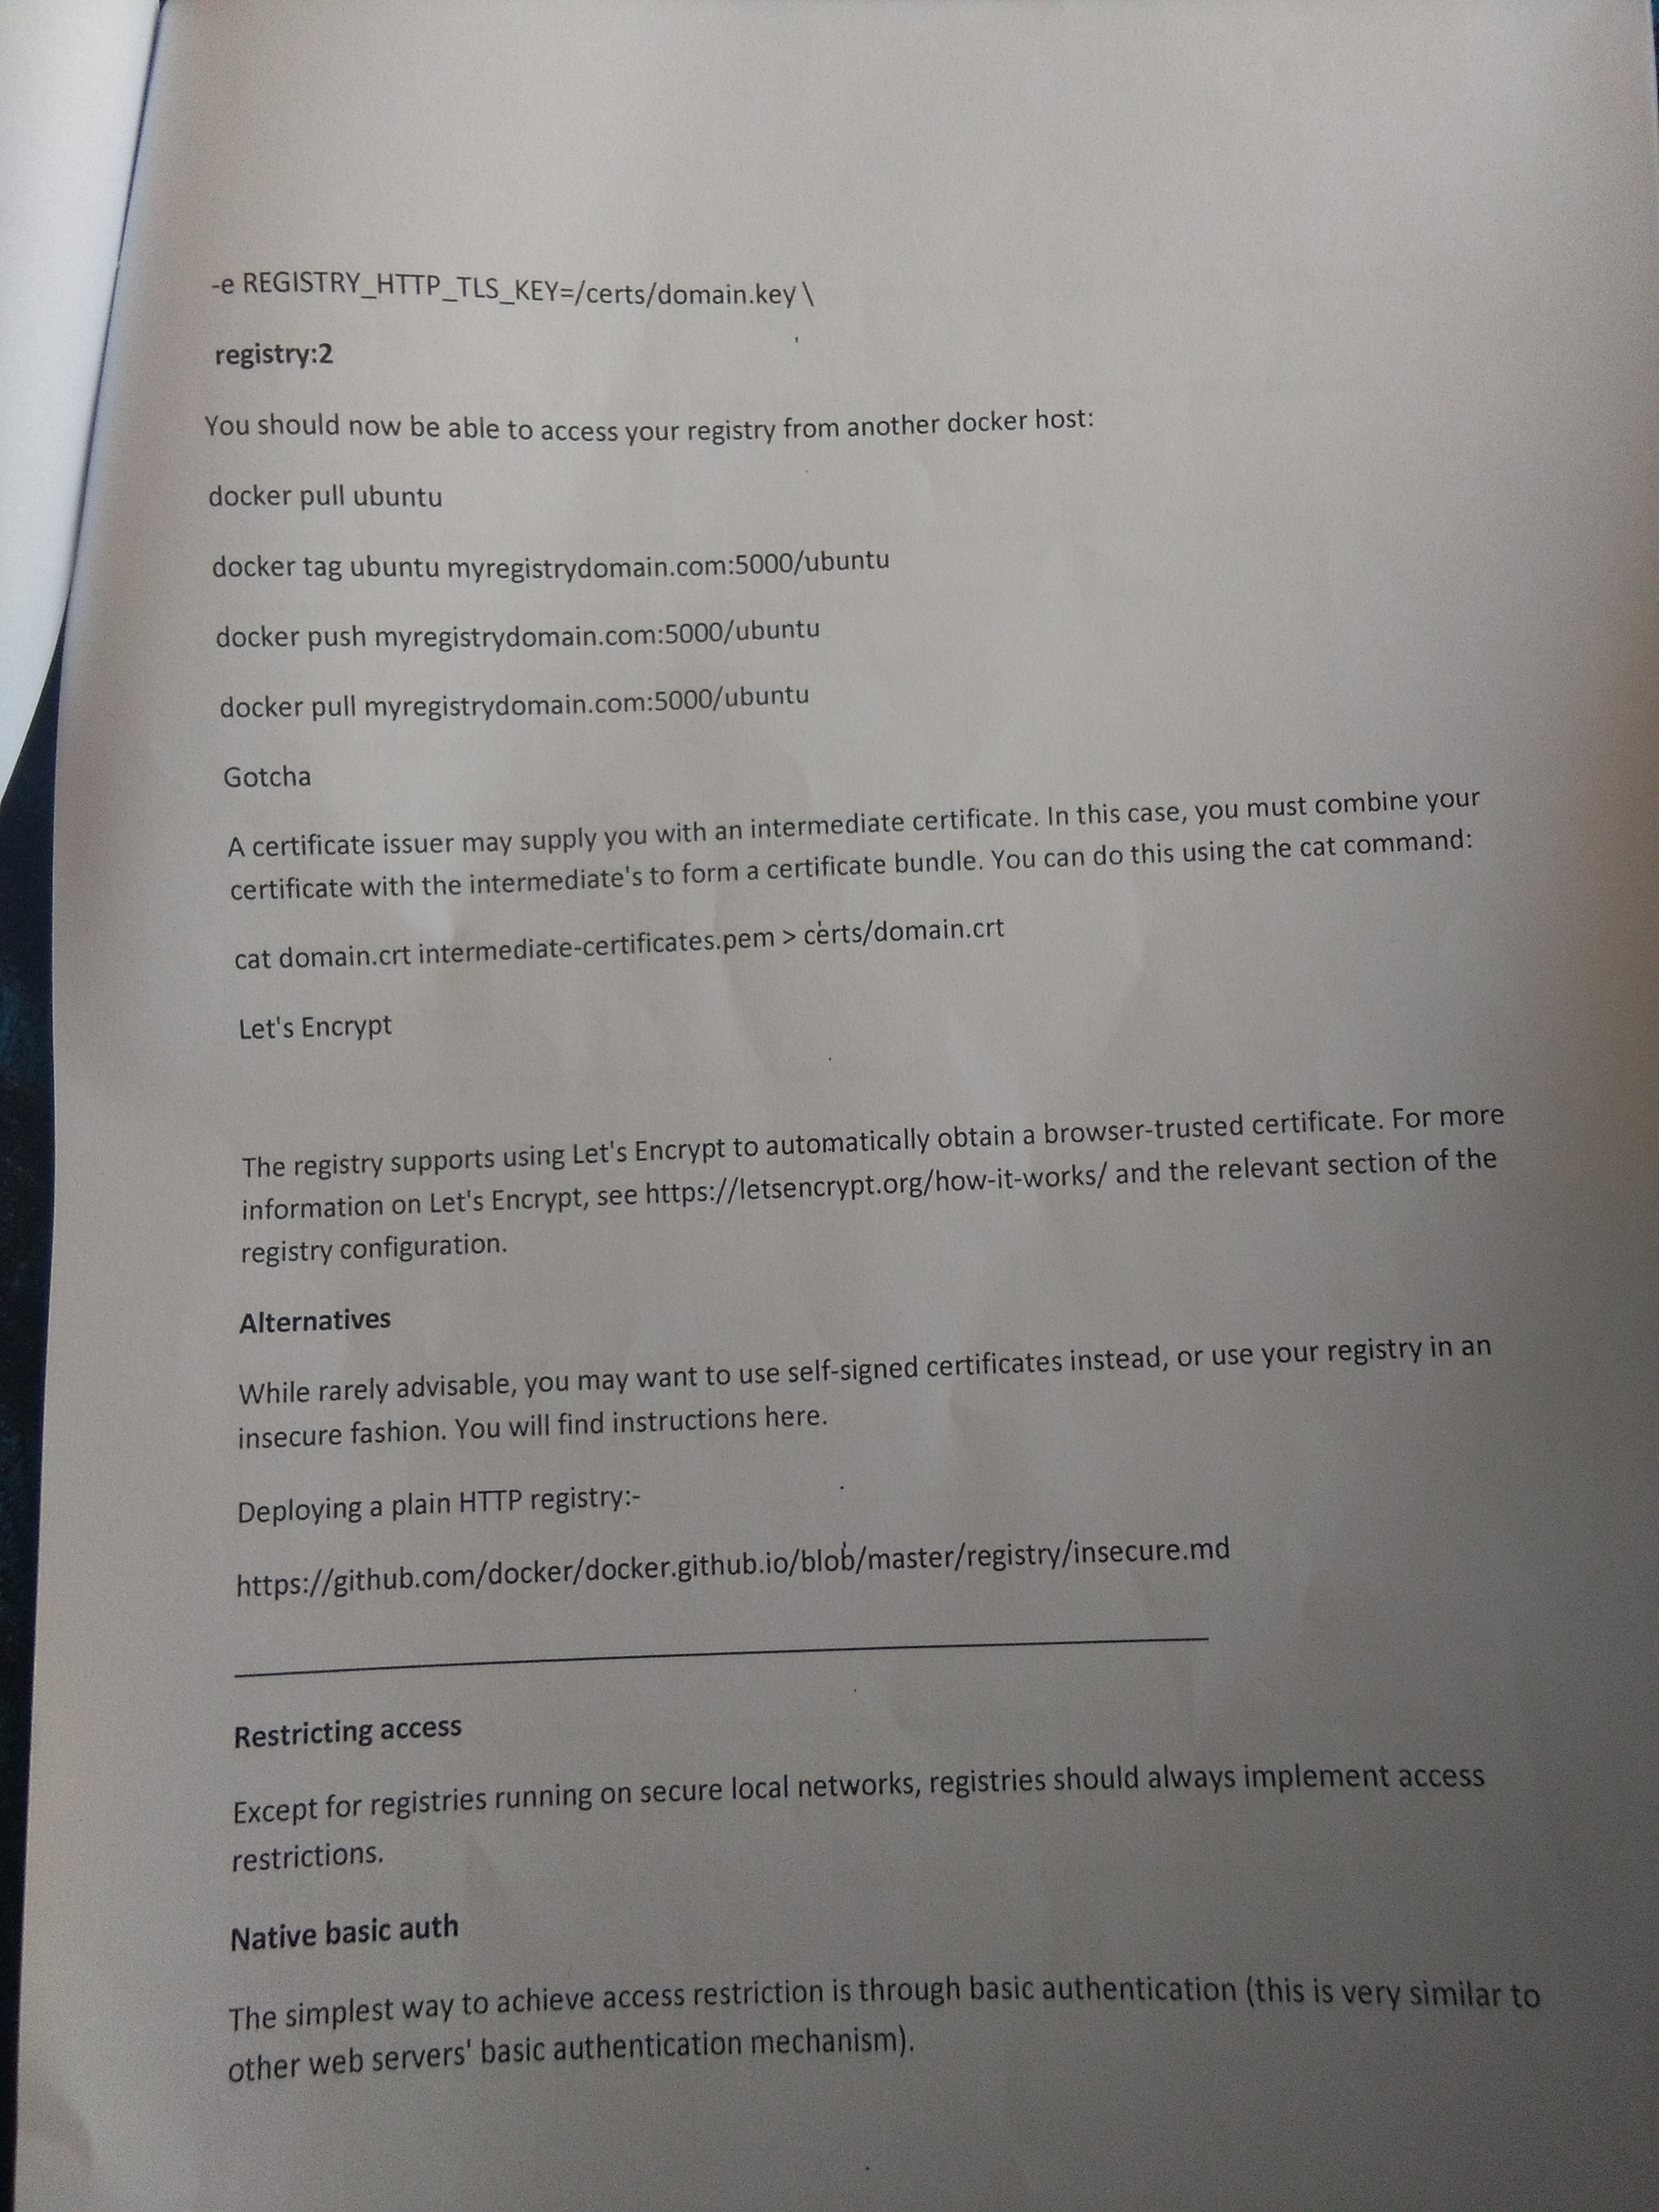 -e REGISTRY_HTTP_TLS_KEY=/certs/domain.key \
registry:2
You should now be able to access your registry from another docker host:
docker pull ubuntu
docker tag ubuntu myregistrydomain.com:5000/ubuntu
docker push myregistrydomain.com:5000/ubuntu
docker pull myregistrydomain.com:5000/ubuntu
Gotcha
A certificate issuer may supply you with an intermediate certificate. In this case, you must combine your
certificate with the intermediate's to form a certificate bundle. You can do this using the cat command:
cat domain.crt intermediate-certificates.pem > certs/domain.crt
Let's Encrypt
The registry supports using Let's Encrypt to automatically obtain a browser-trusted certificate. For more
information on Let's Encrypt, see https://letsencrypt.org/how-it-works/ and the relevant section of the
registry configuration.
Alternatives
While rarely advisable, you may want to use self-signed certificates instead, or use your registry in an
insecure fashion. You will find instructions here.
Deploying a plain HTTP registry:-
https://github.com/docker/docker.github.io/blob/master/registry/insecure.md
Restricting access
Except for registries running on secure local networks, registries should always implement access
restrictions.
Native basic auth
The simplest way to achieve access restriction is through basic authentication (this is very similar to
other web servers' basic authentication mechanism).